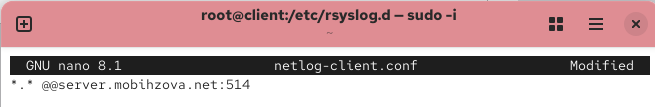 root@client:/etc/rsyslog.d — sudo -i
~
GNU nano 8.1 netlog-client.conf Modified
*.* @@server.mobihzova.net:514